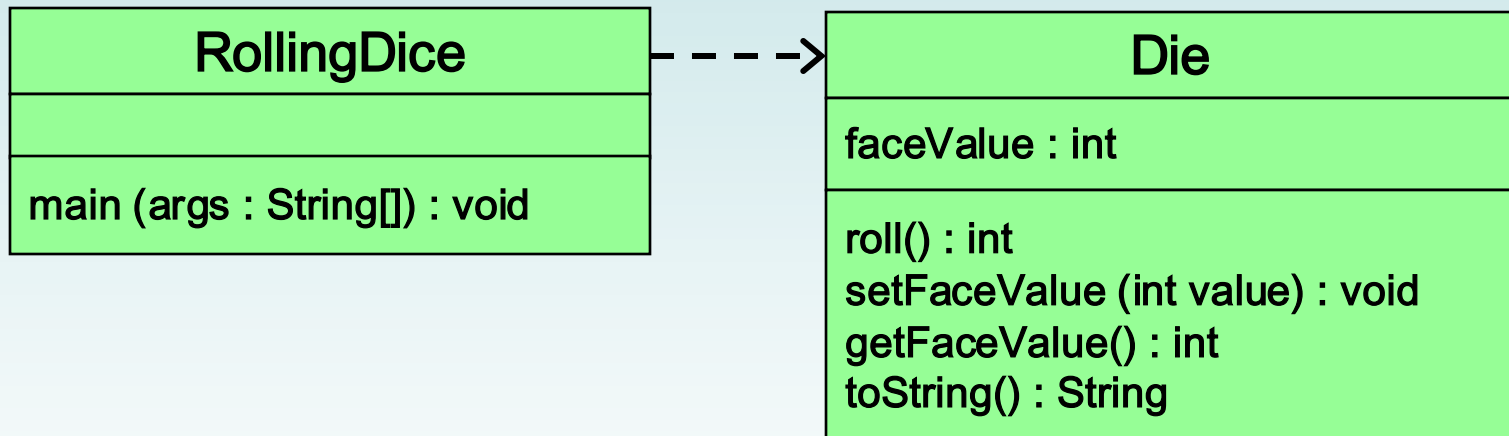 RollingDice
main (args : String[]) : void
Die
faceValue : int
roll() : int
setFaceValue (int value) : void
getFaceValue() : int
toString() : String